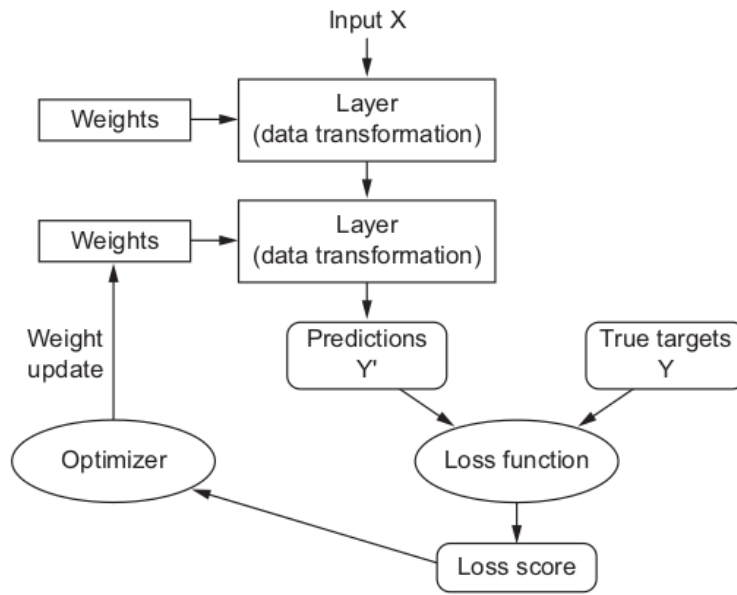 Input X
Layer
(data transformation)
Weights
Layer
(data transformation)
Weights
Weight
update
Predictions
Y'
True targets
Y
Optimizer
Loss function
Loss score